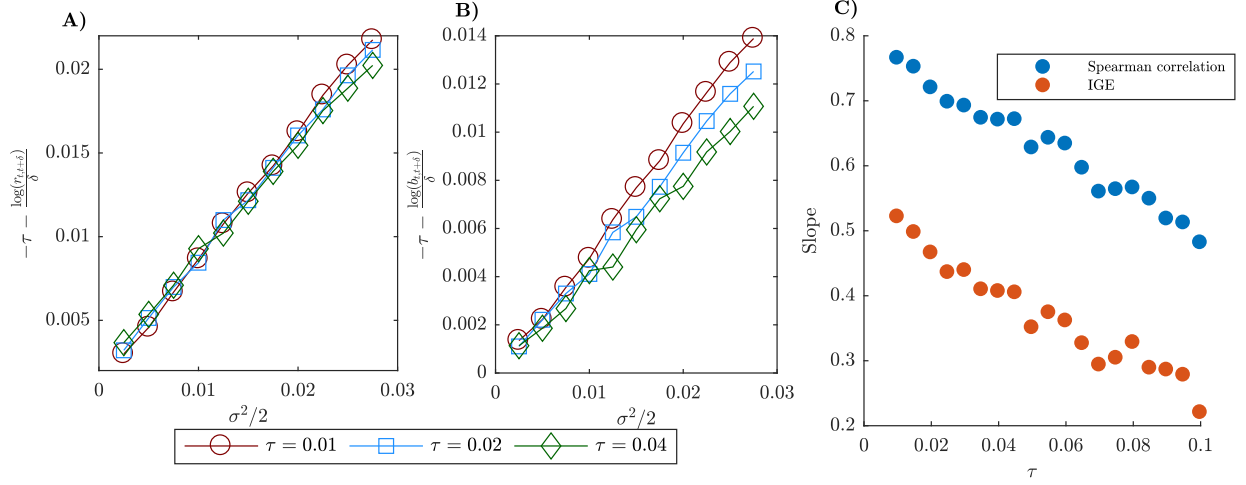 A)
−τ − log(r_{t,t+δ})/δ
0.02
0.015
0.01
0.005
0 0.01 0.02 0.03
σ²/2
B)
−τ − log(b_{t,t+δ})/δ
0.014
0.012
0.01
0.008
0.006
0.004
0.002
0
0 0.01 0.02 0.03
σ²/2
τ = 0.01 τ = 0.02 τ = 0.04
C)
Slope
0.8
0.7
0.6
0.5
0.4
0.3
0.2
0 0.02 0.04 0.06 0.08 0.1
τ
Spearman correlation
IGE